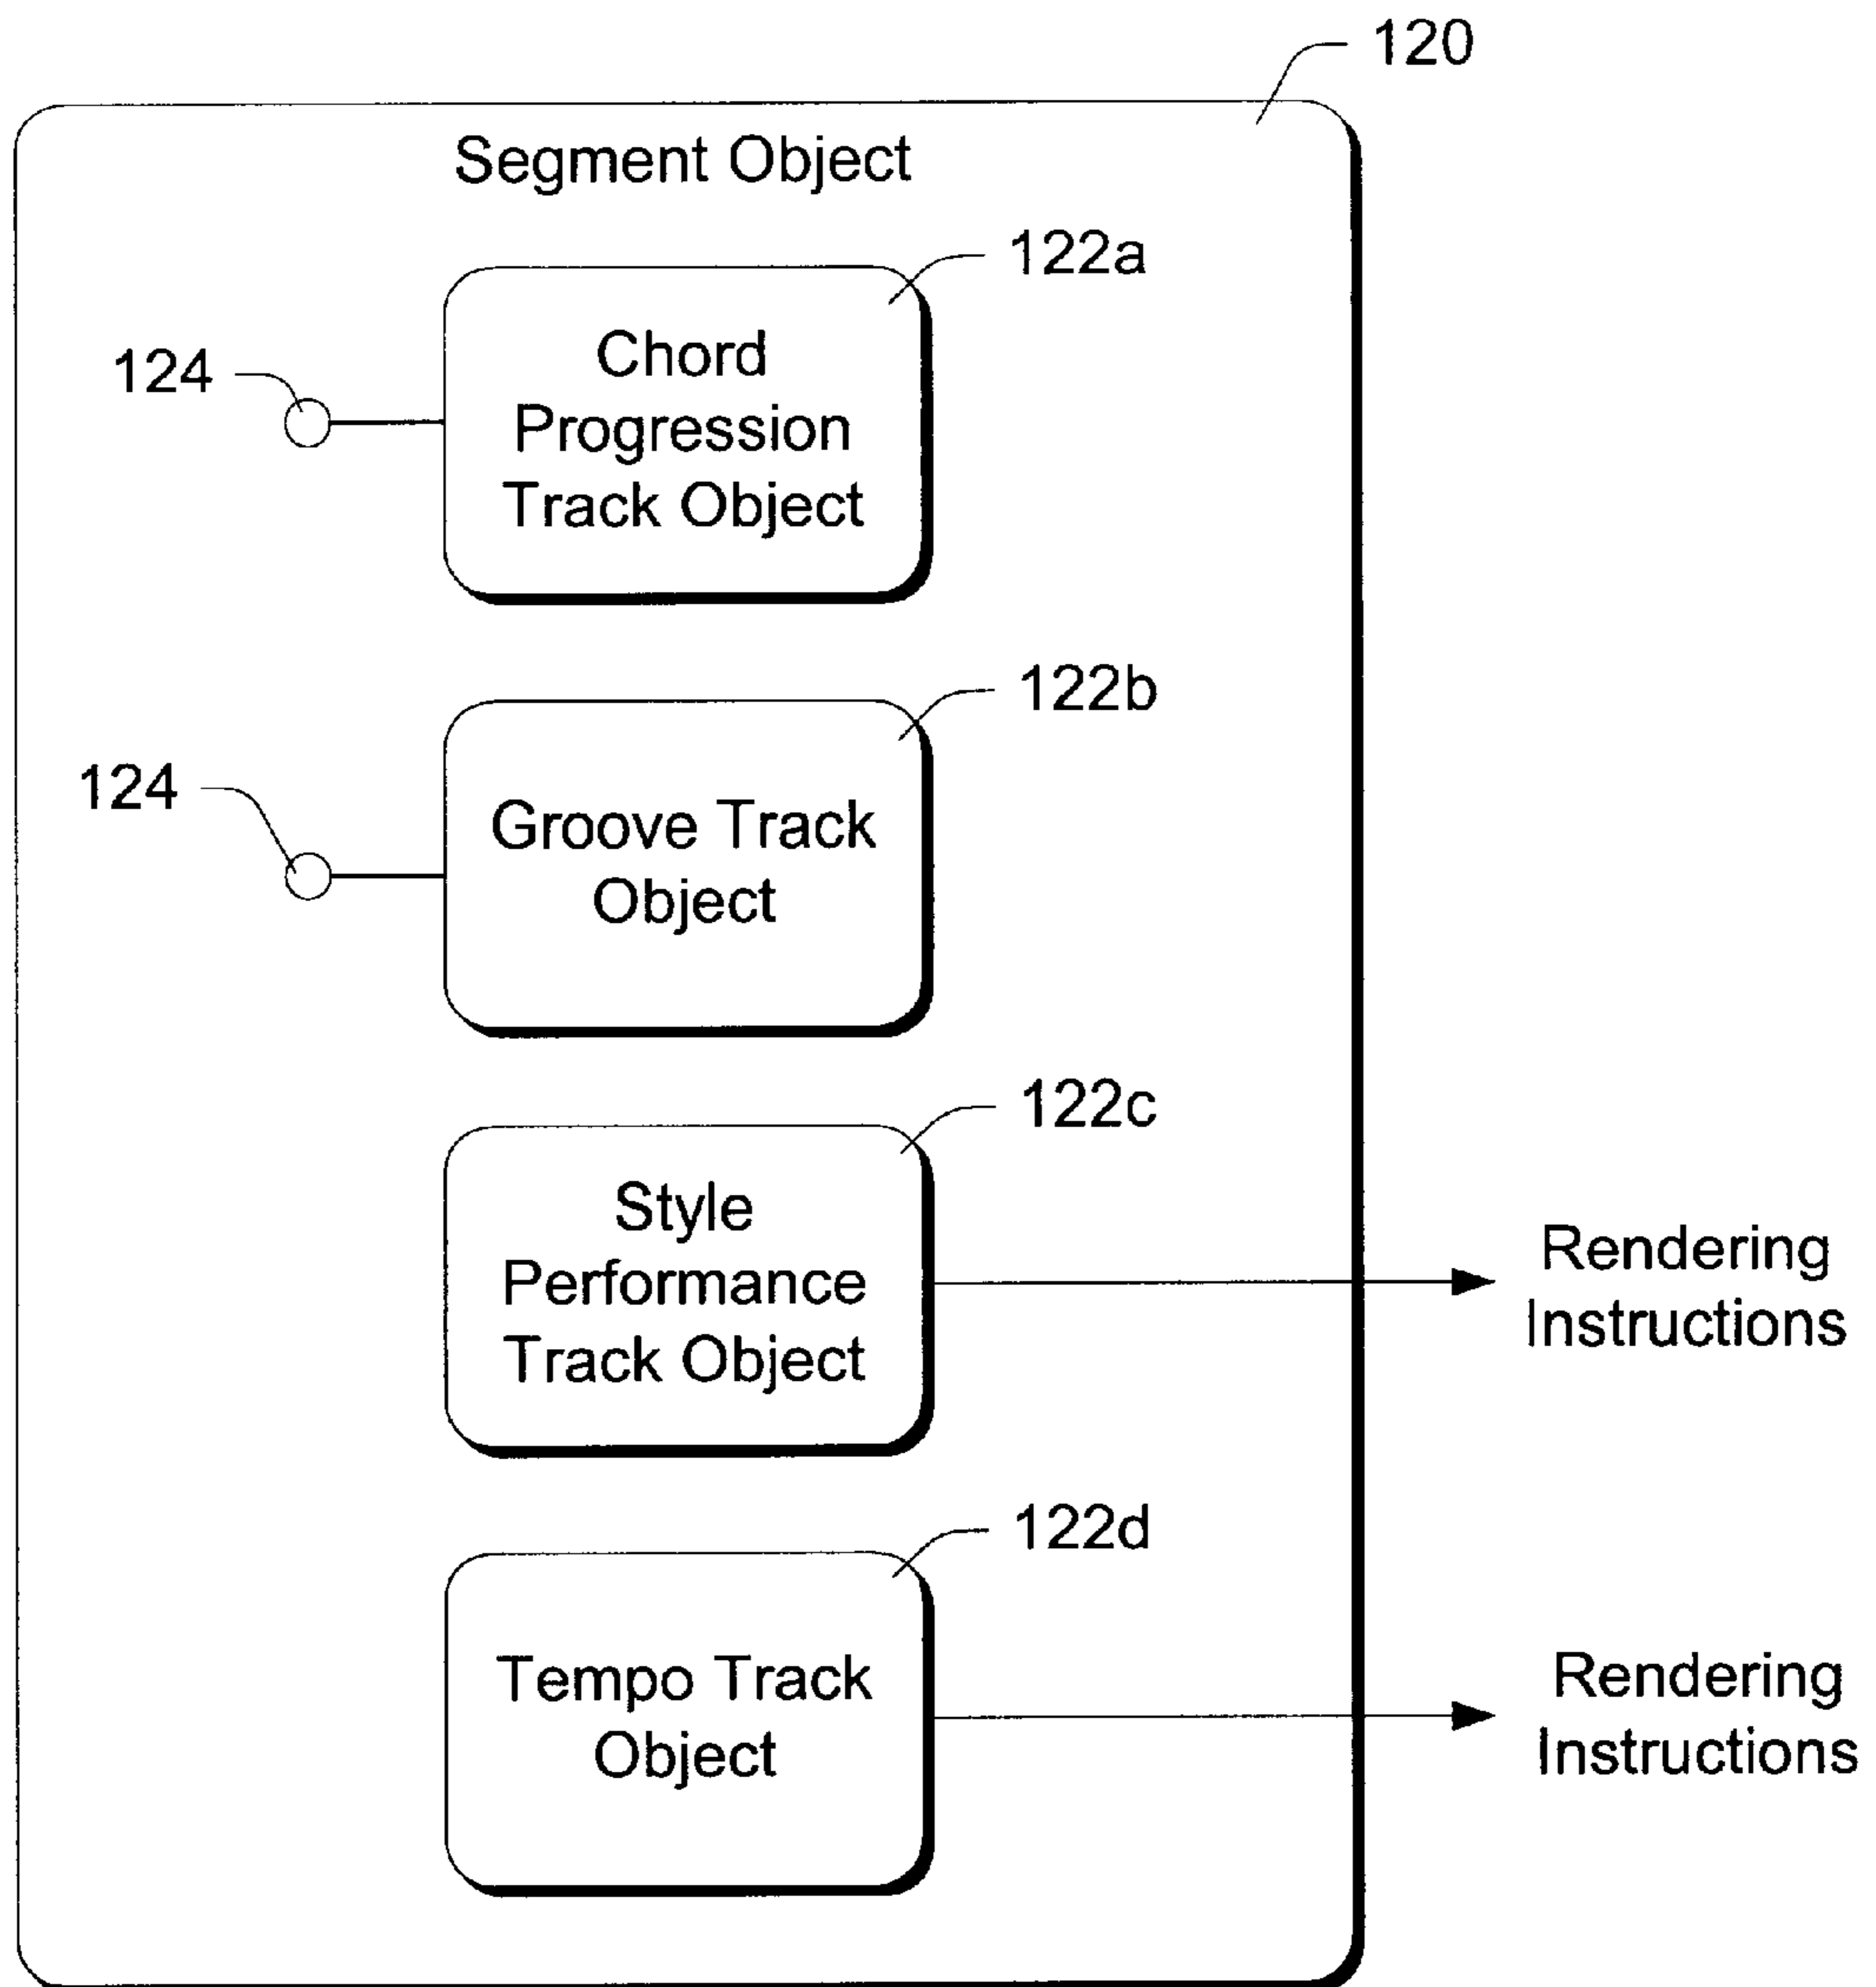 120
Segment Object
122a
Chord
Progression
Track Object
124
122b
Groove Track
Object
124
122c
Style
Performance
Track Object
Rendering
Instructions
122d
Tempo Track
Object
Rendering
Instructions